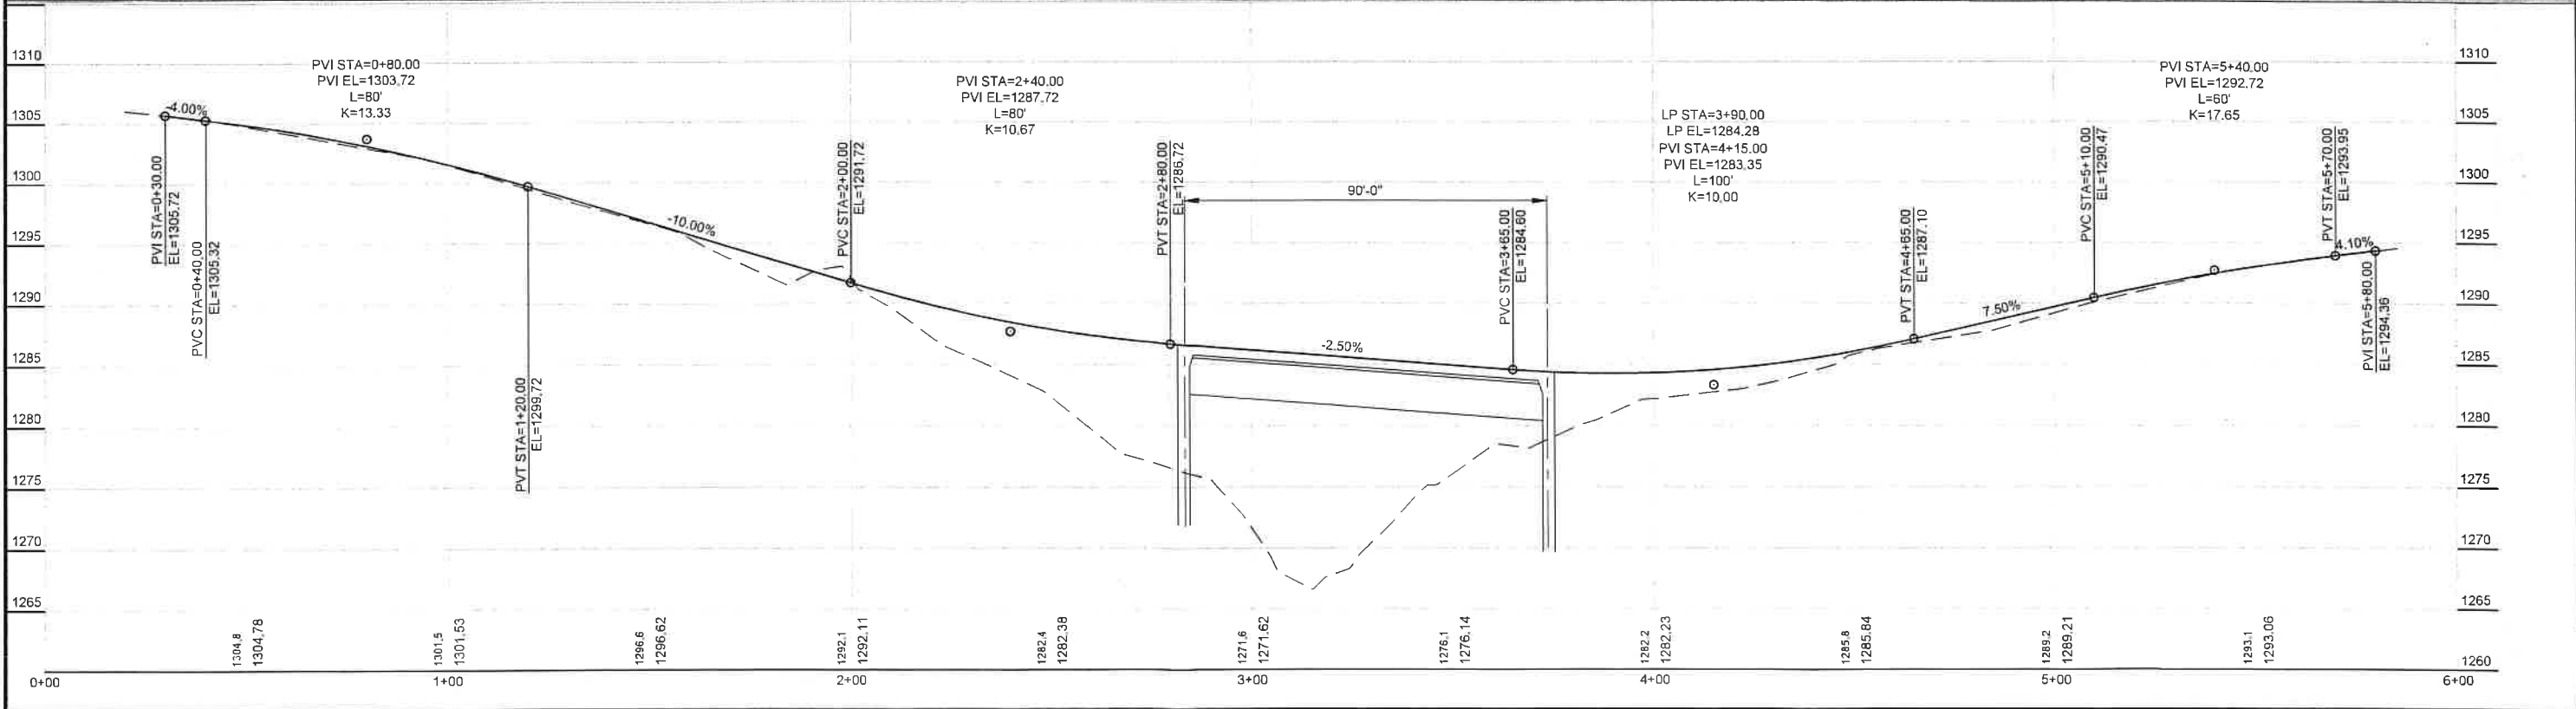 1310
1305
1300
1295
1290
1285
1280
1275
1270
1265
-4.00%
PVI STA=0+30.00
EL=1305.72
PVC STA=0+40.00
EL=1305.32
PVI STA=0+80.00
PVI EL=1303.72
L=80'
K=13.33
PVT STA=1+20.00
EL=1299.72
-10.00%
PVC STA=2+00.00
EL=1291.72
PVI STA=2+40.00
PVI EL=1287.72
L=80'
K=10.67
PVT STA=2+80.00
EL=1286.72
90'-0"
-2.50%
PVC STA=3+65.00
EL=1284.60
LP STA=3+90.00
LP EL=1284.28
PVI STA=4+15.00
PVI EL=1283.35
L=100'
K=10.00
PVT STA=4+65.00
EL=1287.10
7.50%
PVC STA=5+10.00
EL=1290.47
PVI STA=5+40.00
PVI EL=1292.72
L=60'
K=17.65
PVT STA=5+70.00
EL=1293.95
4.10%
PVI STA=5+80.00
EL=1294.36
1310
1305
1300
1295
1290
1285
1280
1275
1270
1265
1260
1304.8
1304.78
1301.5
1301.53
1296.6
1296.62
1292.1
1292.11
1282.4
1282.38
1271.6
1271.62
1276.1
1276.14
1282.2
1282.23
1285.8
1285.84
1289.2
1289.21
1293.1
1293.06
0+00
1+00
2+00
3+00
4+00
5+00
6+00